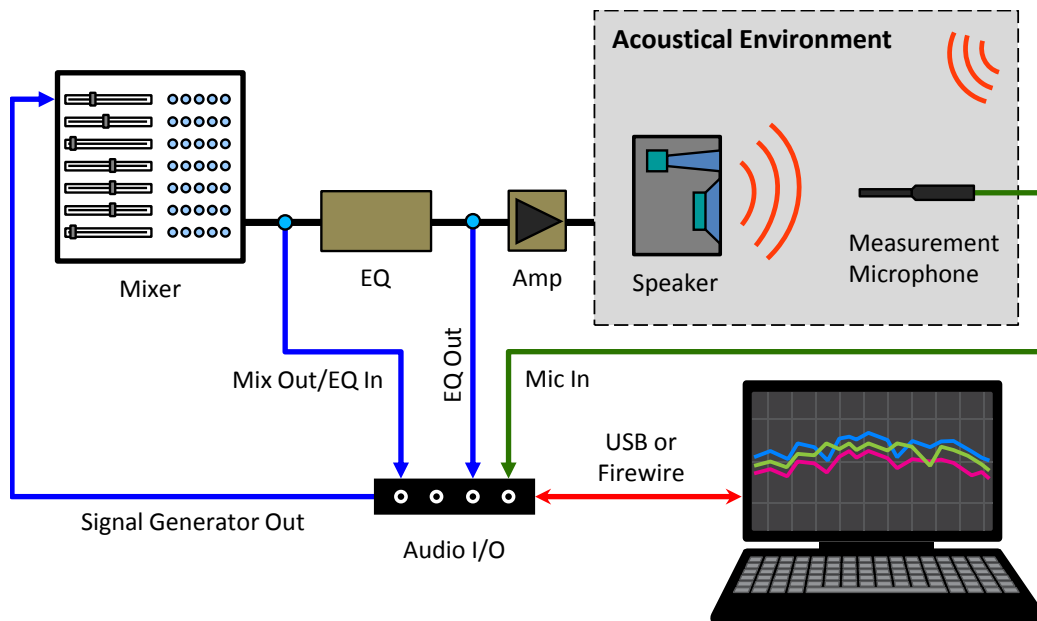 Acoustical Environment
Mixer
EQ
Amp
Speaker
Measurement
Microphone
Mix Out/EQ In
EQ Out
Mic In
USB or
Firewire
Signal Generator Out
Audio I/O